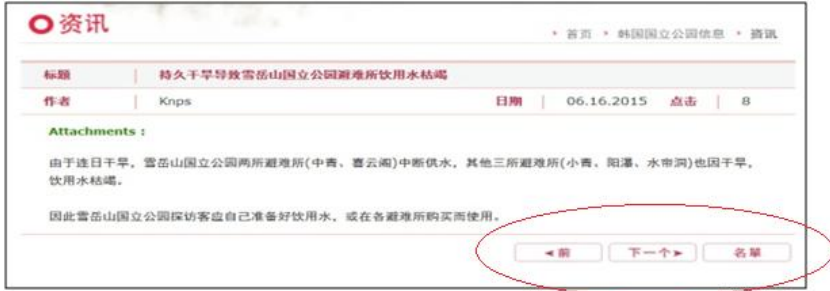 资讯
首页 韩国国立公园信息 资讯
标题 持久干旱导致雪岳山国立公园避难所饮用水枯竭
作者 Knps 日期 06.16.2015 点击 8
Attachments :
由于连日干旱，雪岳山国立公园两所避难所(中青、喜云阁)中断供水，其他三所避难所(小青、阳瀑、水帘洞)也因干旱，
饮用水枯竭。
因此雪岳山国立公园探访客应自己准备好饮用水，或在各避难所购买而使用。
◄前 下一个► 名單